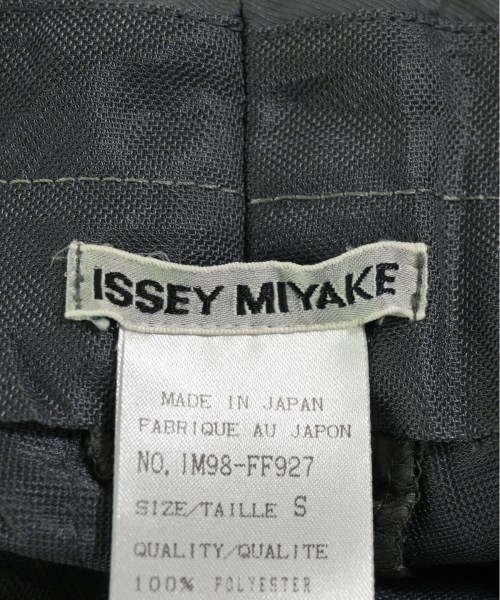 ISSEY MIYAKE
MADE IN JAPAN
FABRIQUE AU JAPON
NO. IM98-FF927
SIZE/TAILLE S
QUALITY/QUALITE
100% POLYESTER